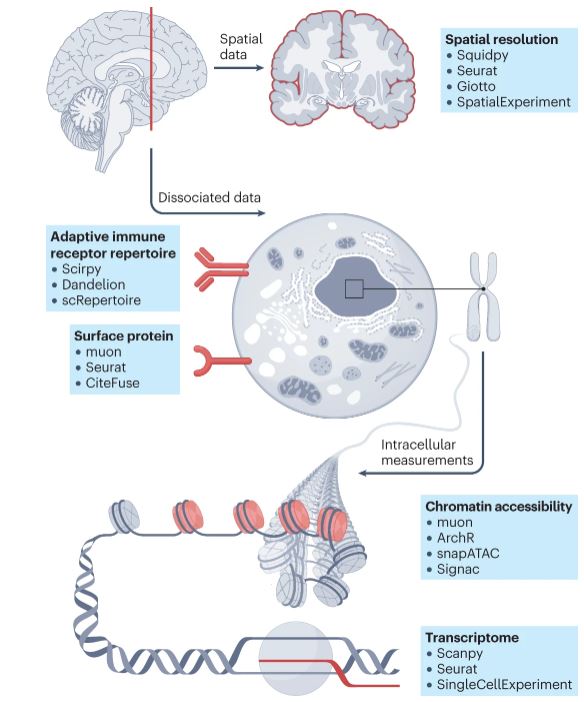 Spatial
data
Spatial resolution
• Squidpy
• Seurat
• Giotto
• SpatialExperiment
Dissociated data
Adaptive immune
receptor repertoire
• Scirpy
• Dandelion
• scRepertoire
Surface protein
• muon
• Seurat
• CiteFuse
Intracellular
measurements
Chromatin accessibility
• muon
• ArchR
• snapATAC
• Signac
Transcriptome
• Scanpy
• Seurat
• SingleCellExperiment